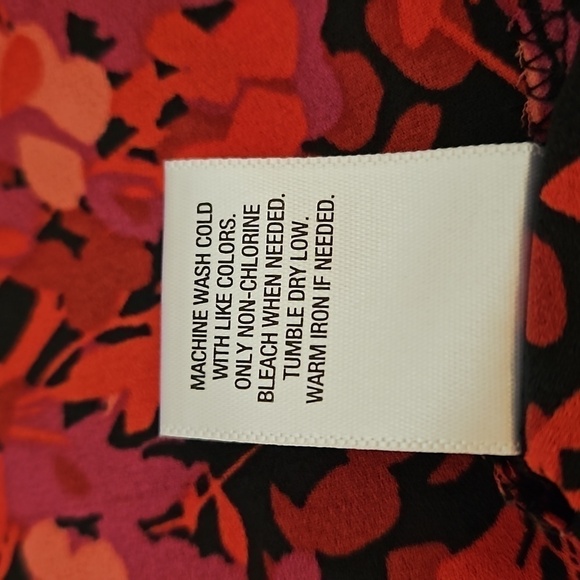 MACHINE WASH COLD
WITH LIKE COLORS.
ONLY NON-CHLORINE
BLEACH WHEN NEEDED.
TUMBLE DRY LOW.
WARM IRON IF NEEDED.